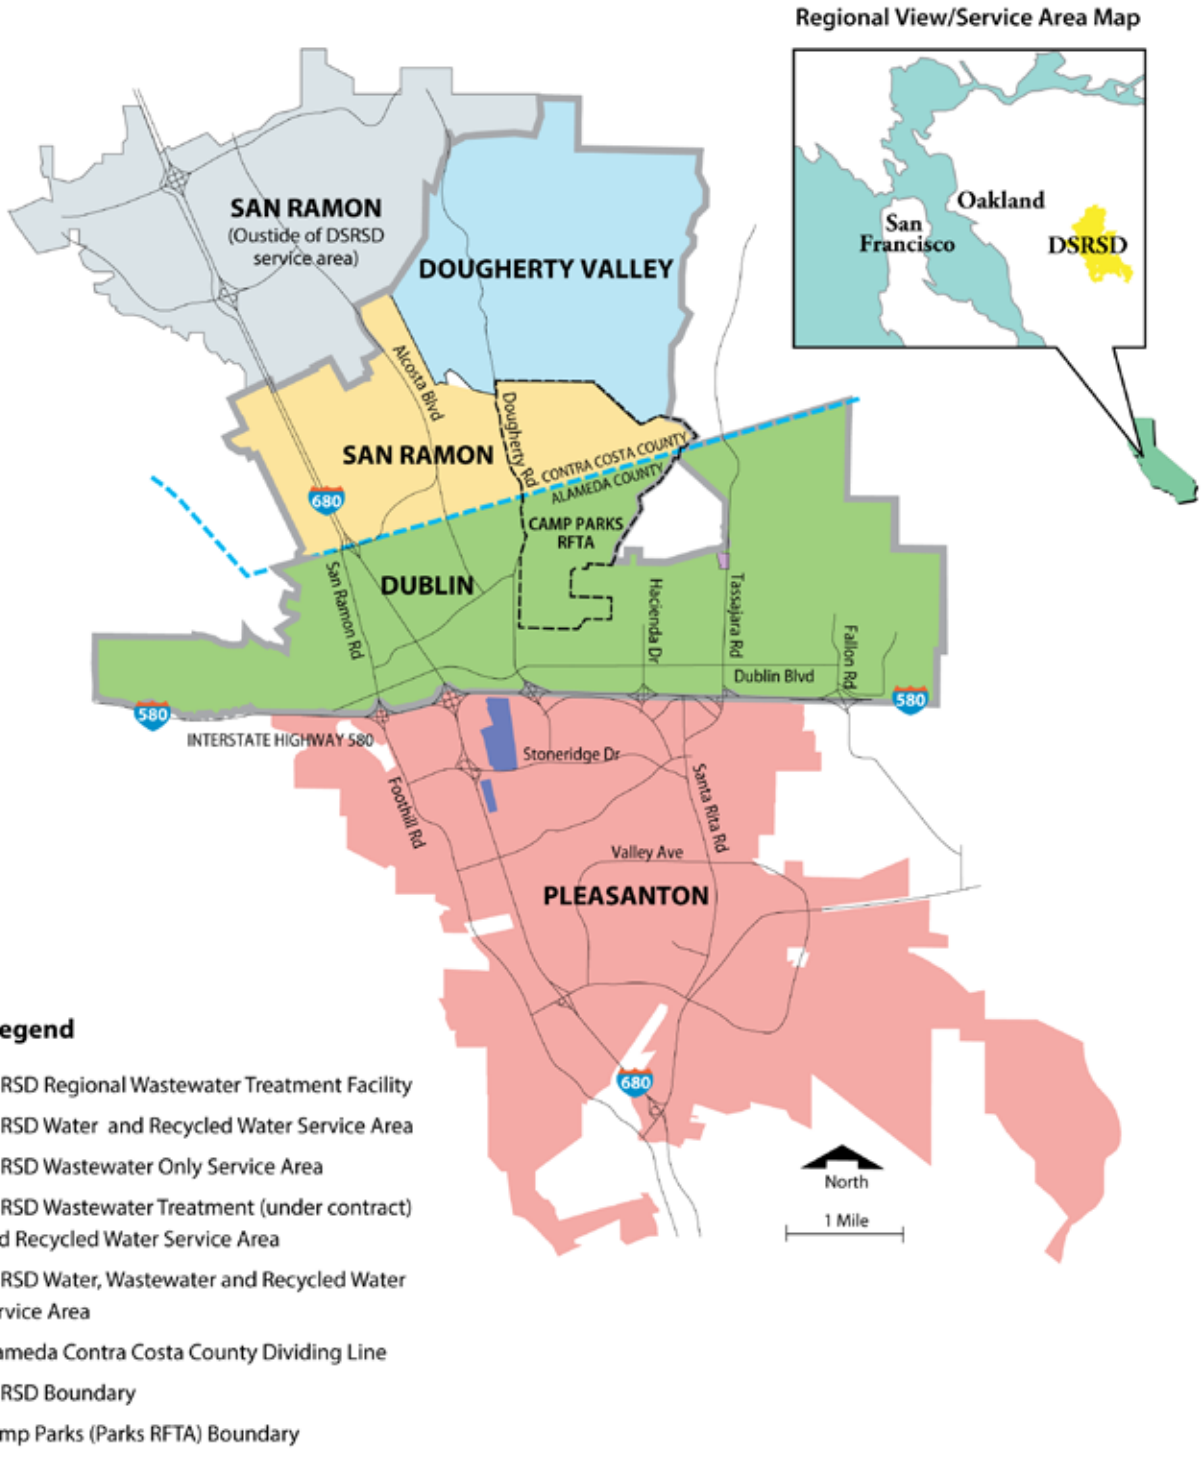 Regional View/Service Area Map
Oakland
San
Francisco
DSRSD
SAN RAMON
(Oustide of DSRSD
service area)
DOUGHERTY VALLEY
Alcosta Blvd
Dougherty Rd
SAN RAMON
CONTRA COSTA COUNTY
ALAMEDA COUNTY
680
CAMP PARKS
RFTA
DUBLIN
San Ramon Rd
Hacienda Dr
Tassajara Rd
Fallon Rd
Dublin Blvd
580
580
INTERSTATE HIGHWAY 580
Stoneridge Dr
Foothill Rd
Santa Rita Rd
Valley Ave
PLEASANTON
680
North
1 Mile
egend
RSD Regional Wastewater Treatment Facility
RSD Water and Recycled Water Service Area
RSD Wastewater Only Service Area
RSD Wastewater Treatment (under contract)
d Recycled Water Service Area
RSD Water, Wastewater and Recycled Water
rvice Area
ameda Contra Costa County Dividing Line
RSD Boundary
mp Parks (Parks RFTA) Boundary